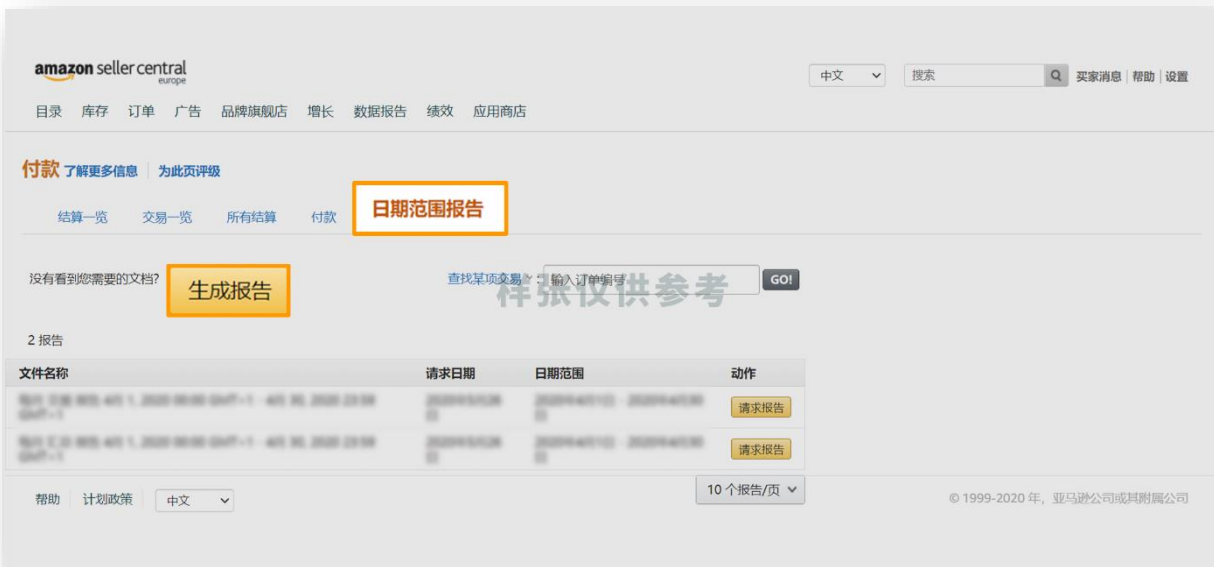 amazon seller central
europe
中文
搜索
买家消息 | 帮助 | 设置
目录 库存 订单 广告 品牌旗舰店 增长 数据报告 绩效 应用商店
付款 了解更多信息 | 为此页评级
结算一览 交易一览 所有结算 付款 日期范围报告
没有看到您需要的文档? 生成报告 查找某项交易 : 输入订单编号 GO!
样张仅供参考
2 报告
文件名称 请求日期 日期范围 动作
请求报告
请求报告
10 个报告/页
帮助 计划政策 中文 © 1999-2020 年, 亚马逊公司或其附属公司